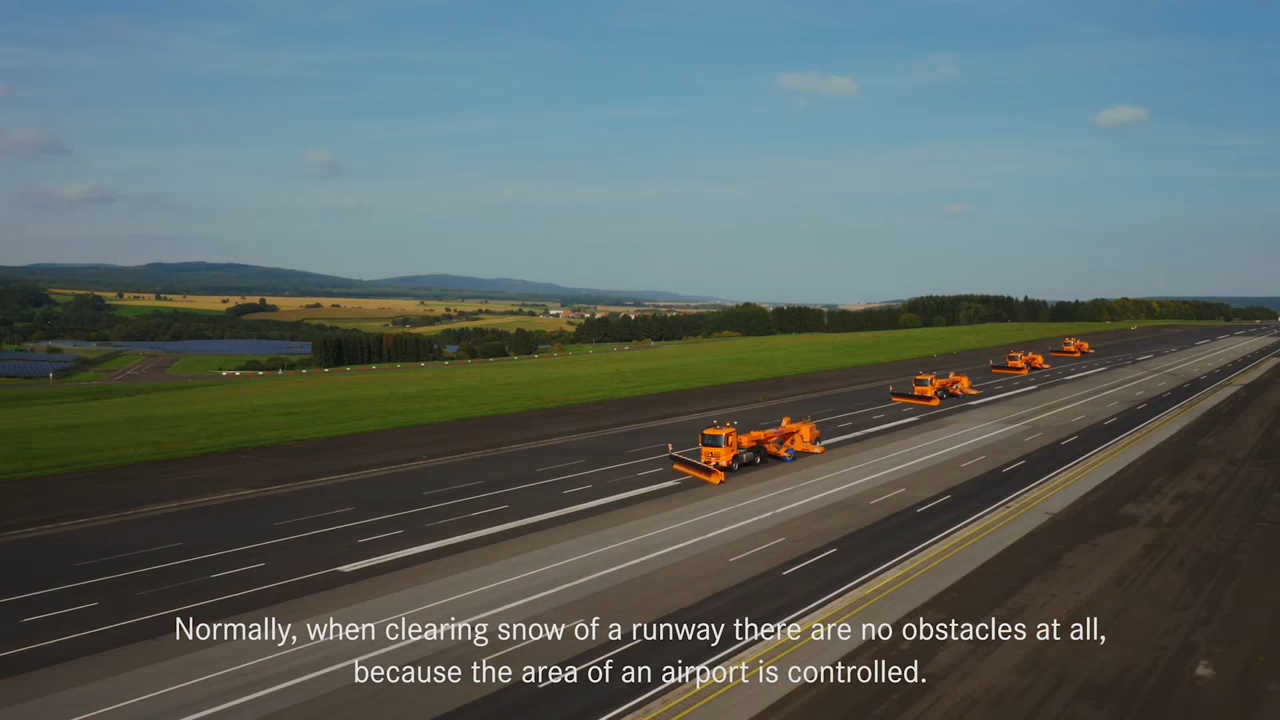 Normally, when clearing snow of a runway there are no obstacles at all,
because the area of an airport is controlled.